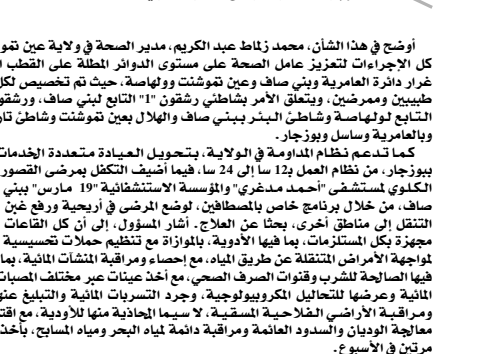 أوضح في هذا الشأن، محمد زلماط عبد الكريم، مدير الصحة في ولاية عين
كل الإجراءات لتعزيز عامل الصحة على مستوى الدوائر المطلة على القطب
غرار دائرة العامرية وبني صاف وعين تموشنت وولهاصة، حيث تم تخصيص
طبيبين وممرضين، ويتعلق الأمر بشاطئي رشقون "1" التابع لبني صاف، ورشقو
التابع لولهاصة وشاطئ البئر ببني صاف والهلال بعين تموشنت وشاطئ
وبالعامرية وساسل وبوزجار.
كما تدعم نظام المداومة في الولاية، بتحويل العيادة متعددة الخدمات
ببوزجار، من نظام العمل بـ12 سا إلى 24 سا، فيما أضيف التكفل بمرضى القصور
الكلوي لمستشفى "أحمد مدغري" والمؤسسة الاستشفائية "19 مارس" ببني
صاف، من خلال برنامج خاص بالمصطافين، لوضع المرضى في أريحية ورفع غبن
التنقل إلى مناطق أخرى، بحثا عن العلاج. أشار المسؤول، إلى أن كل القاعات
مجهزة بكل المستلزمات، بما فيها الأدوية، بالموازاة مع تنظيم حملات تحسيسية
لمواجهة الأمراض المتنقلة عن طريق المياه، مع إحصاء ومراقبة المنشآت المائية، بما
فيها الصالحة للشرب وقنوات الصرف الصحي، مع أخذ عينات عبر مختلف المصبات
المائية وعرضها للتحاليل المكروبيولوجية، وجرد التسربات المائية والتبليغ عنه
ومراقبة الأراضي الفلاحية المسقية، لا سيما المحاذية منها للأودية، مع
معالجة الوديان والسدود العائمة ومراقبة دائمة لمياه البحر ومياه المسابح، بأخذ
مرتين في الأسبوع.